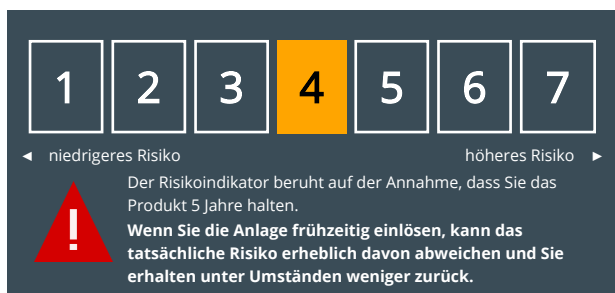 1 2 3 4 5 6 7
◄ niedrigeres Risiko höheres Risiko ►
Der Risikoindikator beruht auf der Annahme, dass Sie das
Produkt 5 Jahre halten.
Wenn Sie die Anlage frühzeitig einlösen, kann das
tatsächliche Risiko erheblich davon abweichen und Sie
erhalten unter Umständen weniger zurück.
!